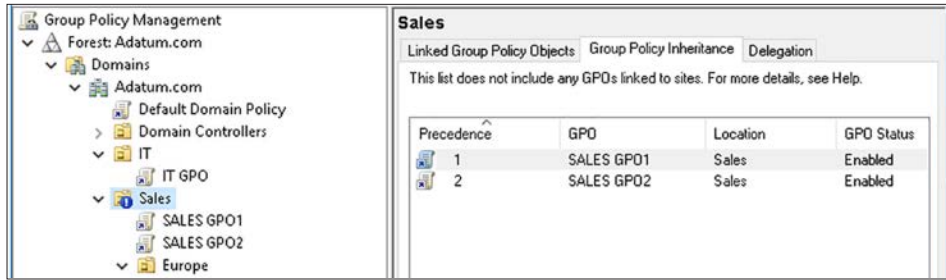 Group Policy Management
Forest: Adatum.com
Domains
Adatum.com
Default Domain Policy
Domain Controllers
IT
IT GPO
Sales
SALES GPO1
SALES GPO2
Europe
Sales
Linked Group Policy Objects Group Policy Inheritance Delegation
This list does not include any GPOs linked to sites. For more details, see Help.
Precedence GPO Location GPO Status
1 SALES GPO1 Sales Enabled
2 SALES GPO2 Sales Enabled